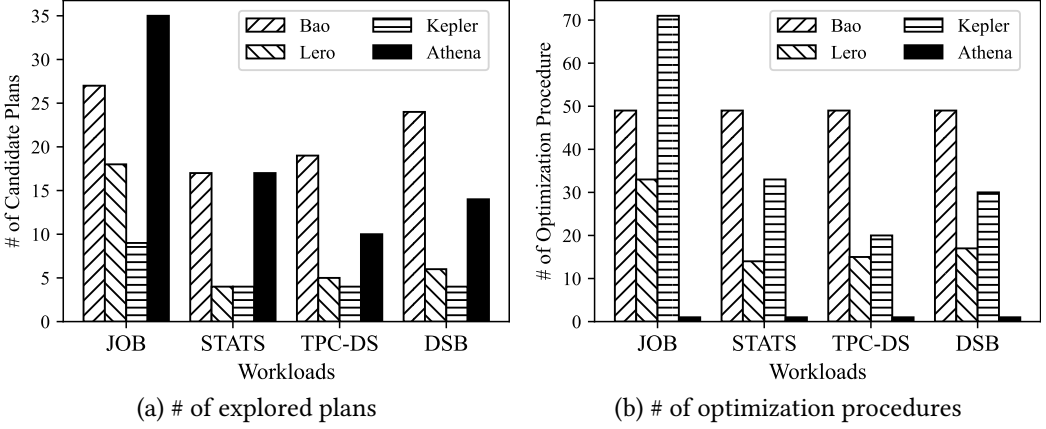 # of Candidate Plans
35
30
25
20
15
10
5
0
Bao
Lero
Kepler
Athena
JOB
STATS
TPC-DS
DSB
Workloads
(a) # of explored plans
# of Optimization Procedure
70
60
50
40
30
20
10
0
Bao
Lero
Kepler
Athena
JOB
STATS
TPC-DS
DSB
Workloads
(b) # of optimization procedures